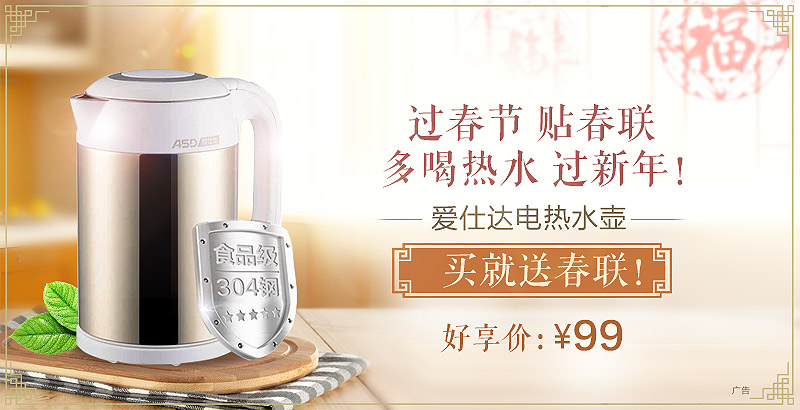 福
过春节 贴春联
多喝热水 过新年!
爱仕达电热水壶
买就送春联!
好享价:¥99
ASD
食品级
304钢
广告